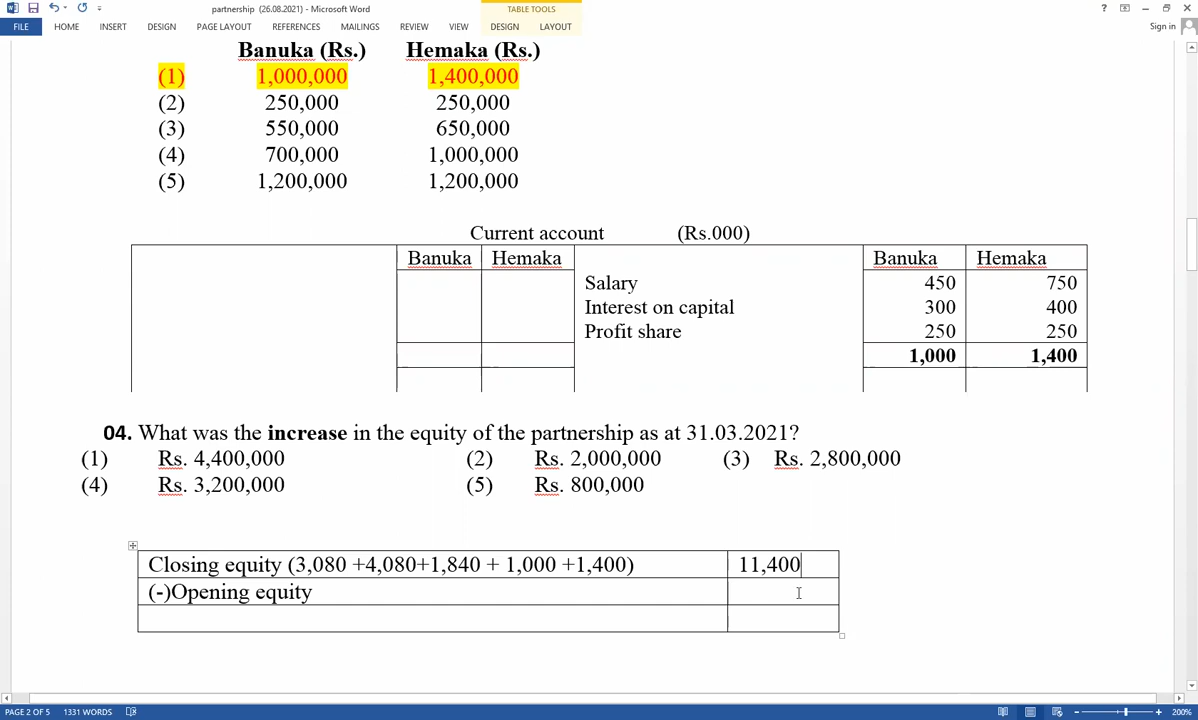 partnership (26.08.2021) - Microsoft Word
TABLE TOOLS
Sign in
FILE HOME INSERT DESIGN PAGE LAYOUT REFERENCES MAILINGS REVIEW VIEW DESIGN LAYOUT
Banuka (Rs.) Hemaka (Rs.)
(1) 1,000,000 1,400,000
(2) 250,000 250,000
(3) 550,000 650,000
(4) 700,000 1,000,000
(5) 1,200,000 1,200,000
Current account (Rs.000)
Banuka Hemaka Banuka Hemaka
Salary 450 750
Interest on capital 300 400
Profit share 250 250
1,000 1,400
04. What was the increase in the equity of the partnership as at 31.03.2021?
(1) Rs. 4,400,000 (2) Rs. 2,000,000 (3) Rs. 2,800,000
(4) Rs. 3,200,000 (5) Rs. 800,000
Closing equity (3,080 +4,080+1,840 + 1,000 +1,400) 11,400
(-)Opening equity
PAGE 2 OF 5 1331 WORDS 200%